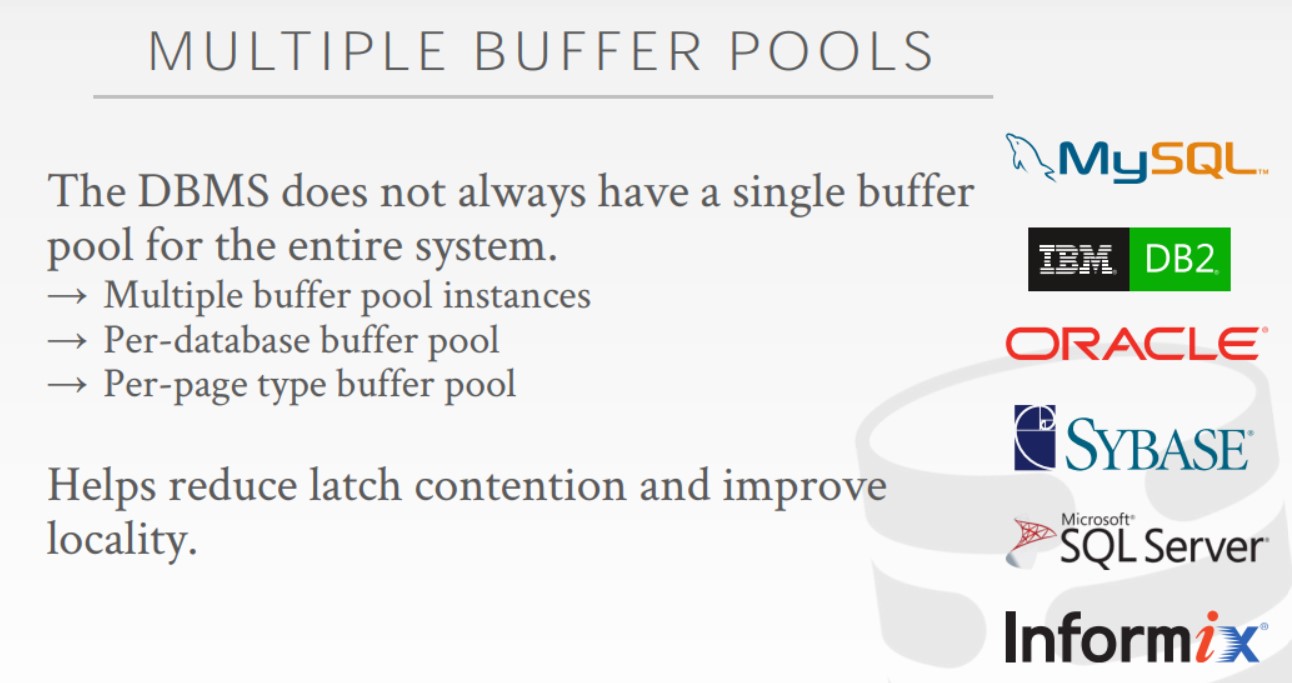 MULTIPLE BUFFER POOLS
The DBMS does not always have a single buffer
pool for the entire system.
→ Multiple buffer pool instances
→ Per-database buffer pool
→ Per-page type buffer pool
Helps reduce latch contention and improve
locality.
MySQL™
IBM® DB2®
ORACLE®
SYBASE®
Microsoft®
SQL Server®
Informix®